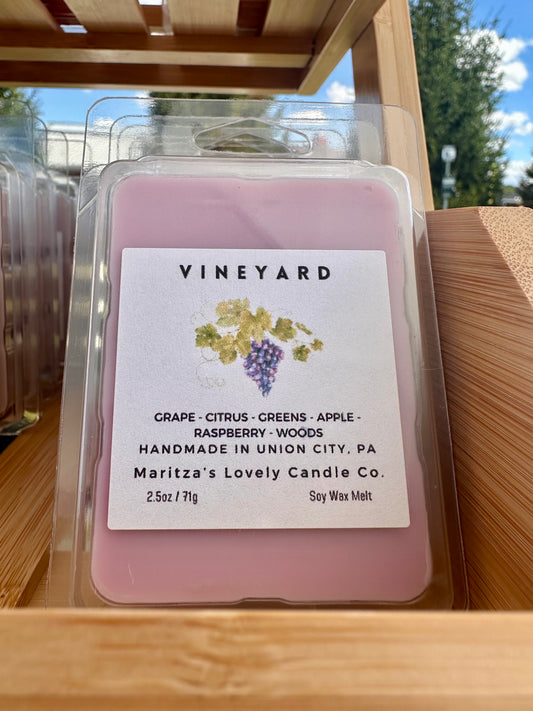 VINEYARD
GRAPE - CITRUS - GREENS - APPLE -
RASPBERRY - WOODS
HANDMADE IN UNION CITY, PA
Maritza's Lovely Candle Co.
2.5oz / 71g Soy Wax Melt